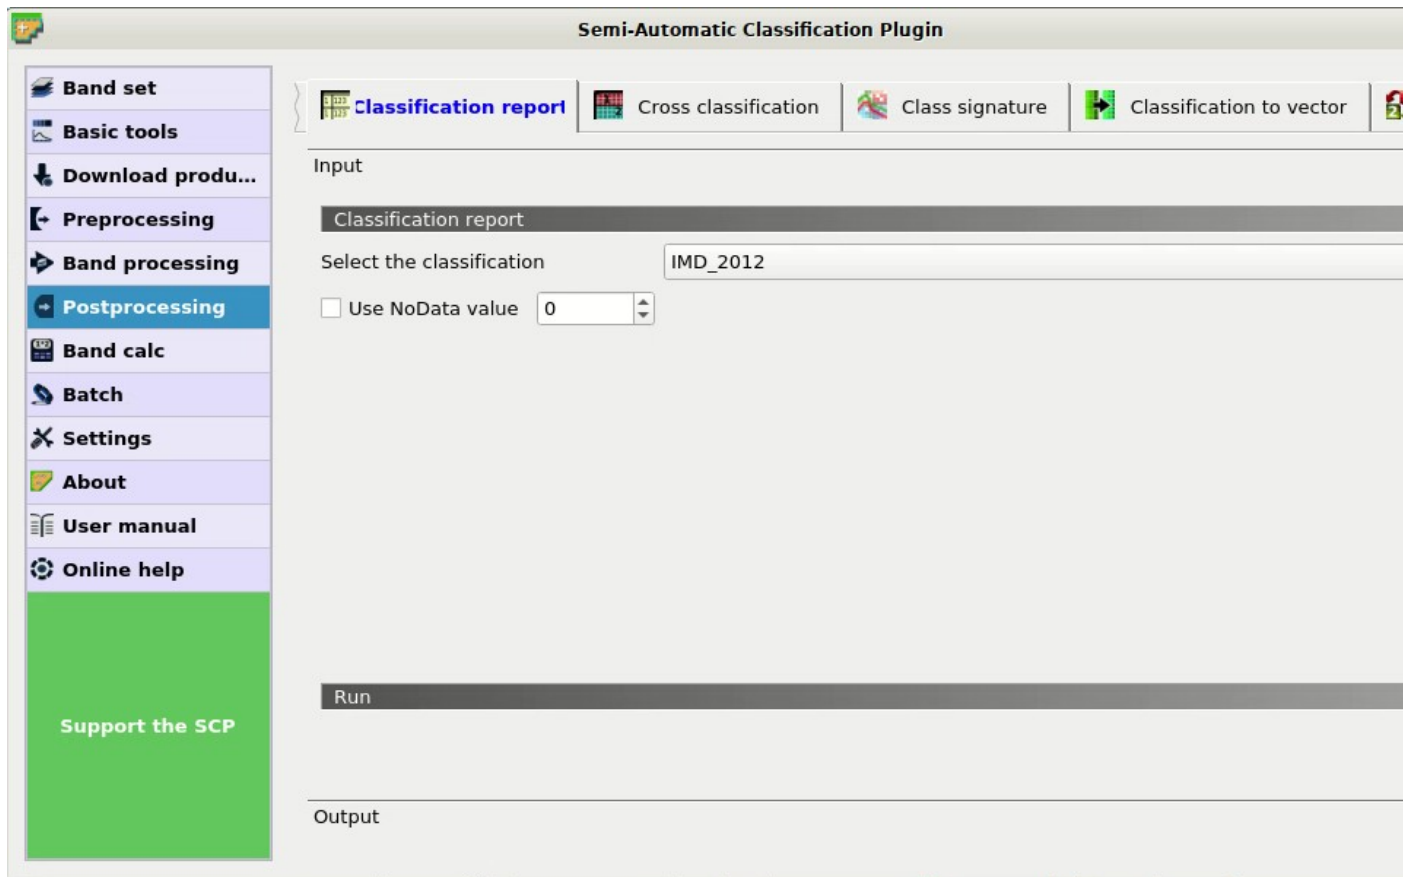 Semi-Automatic Classification Plugin
Band set
Basic tools
Download produ...
Preprocessing
Band processing
Postprocessing
Band calc
Batch
Settings
About
User manual
Online help
Support the SCP
Classification report
Cross classification
Class signature
Classification to vector
Input
Classification report
Select the classification IMD_2012
Use NoData value 0
Run
Output